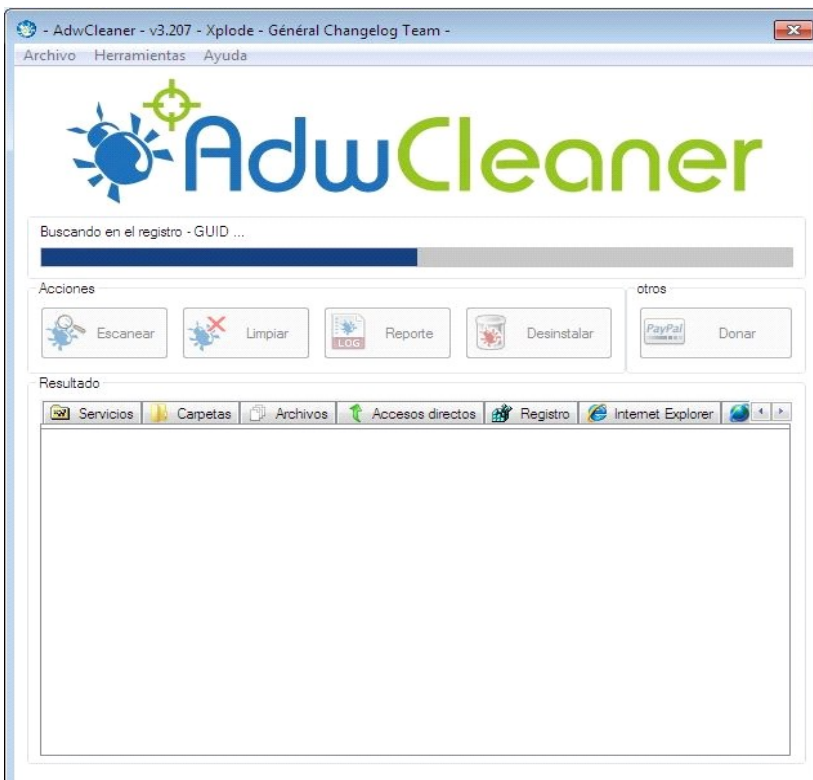 - AdwCleaner - v3.207 - Xplode - Général Changelog Team -
Archivo Herramientas Ayuda
AdwCleaner
Buscando en el registro - GUID ...
Acciones
otros
Escanear
Limpiar
LOG
Reporte
Desinstalar
PayPal
Donar
Resultado
Servicios Carpetas Archivos Accesos directos Registro Internet Explorer